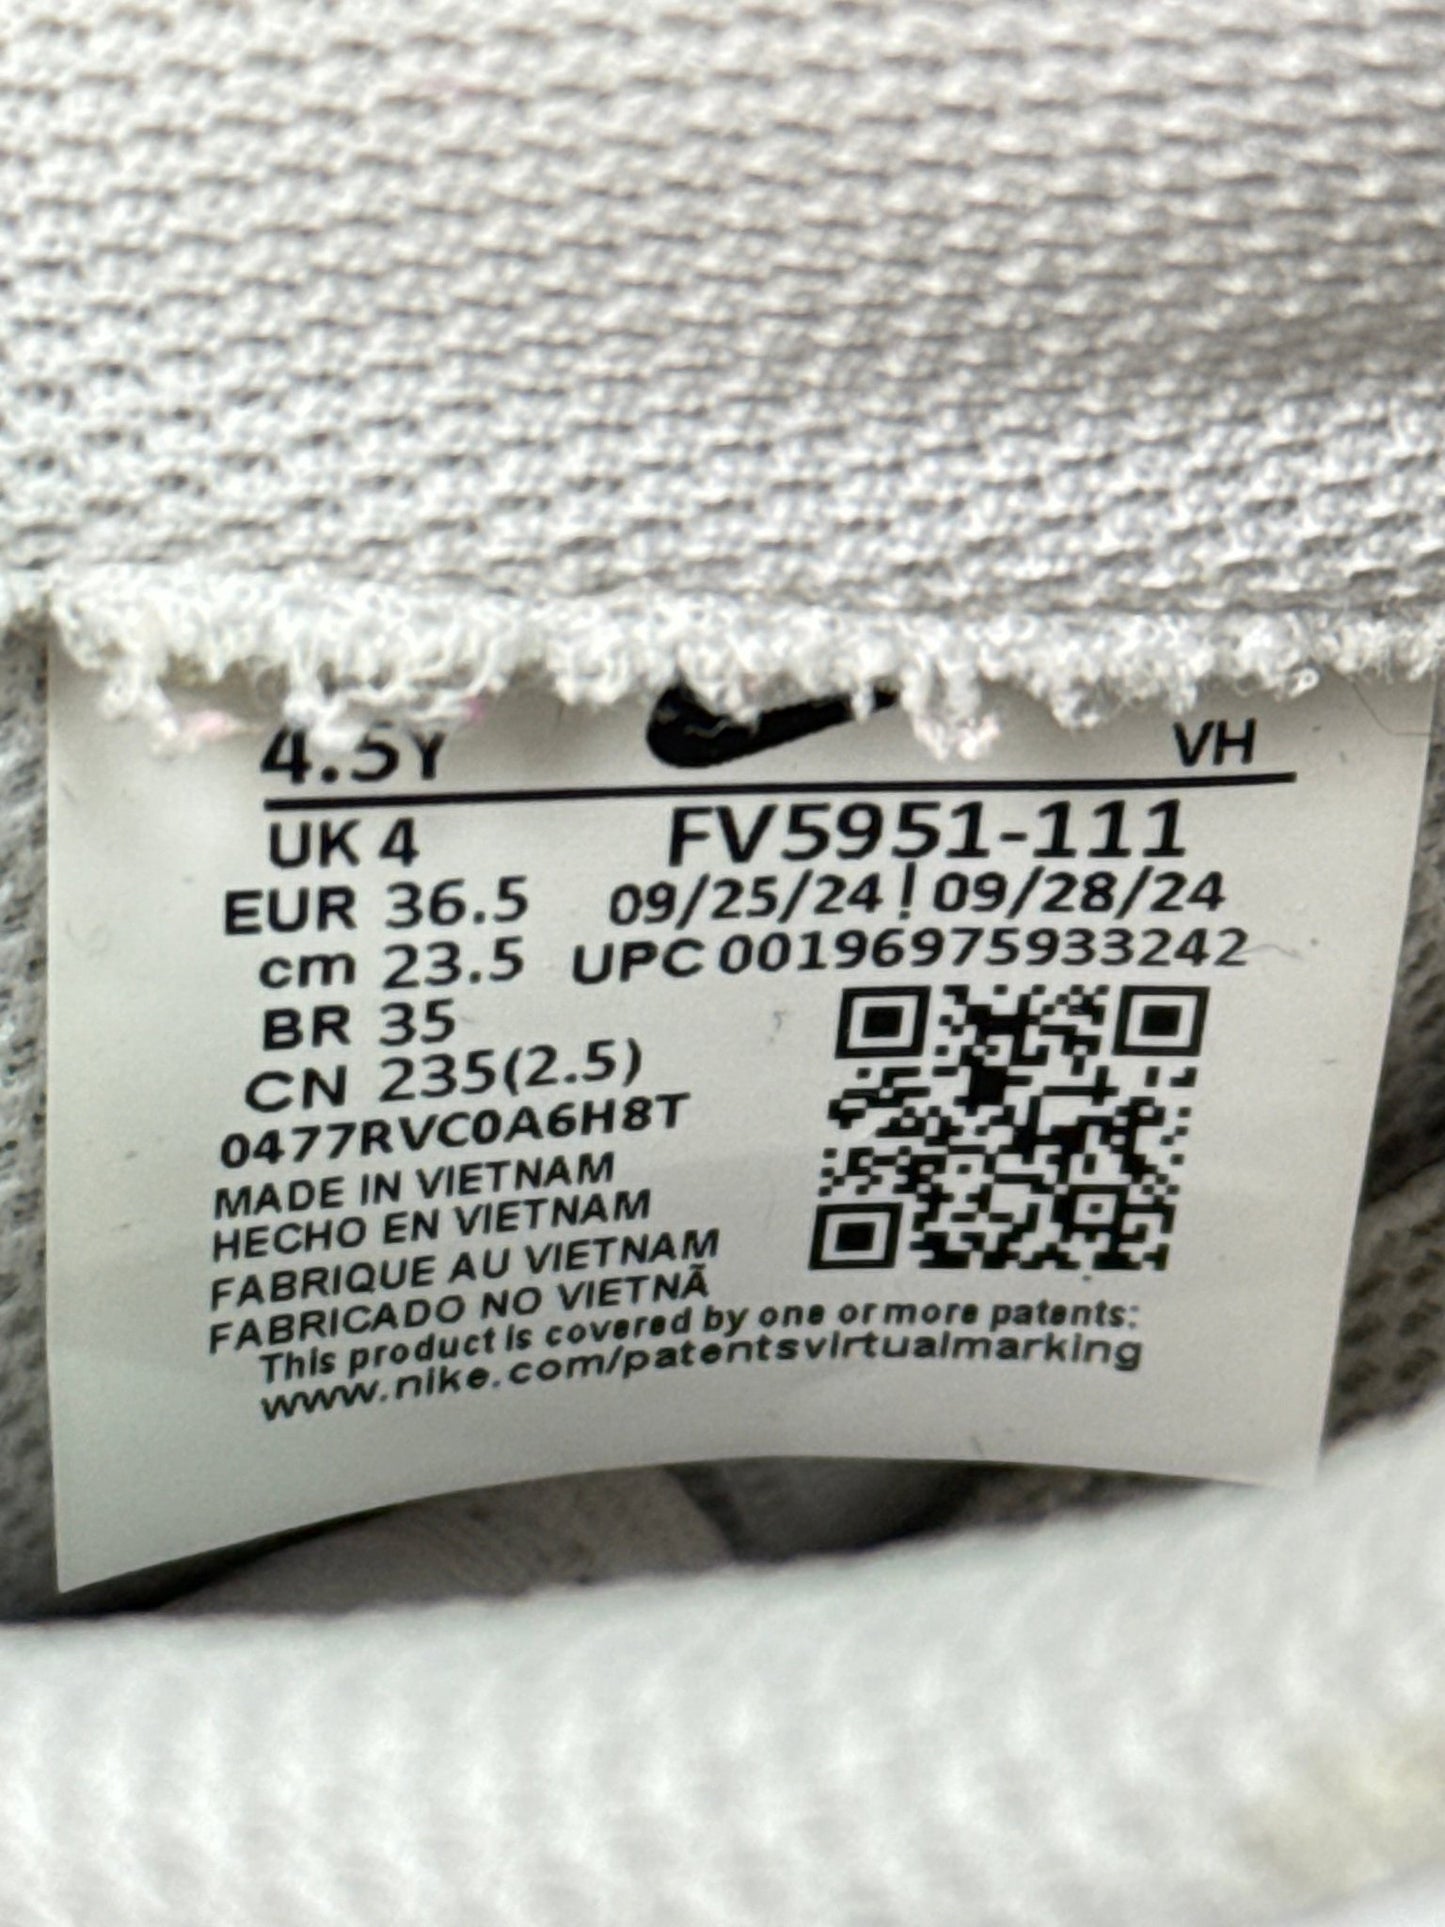 4.5Y VH
UK 4 FV5951-111
EUR 36.5 09/25/24 ! 09/28/24
cm 23.5 UPC 00196975933242
BR 35
CN 235(2.5)
0477RVC0A6H8T
MADE IN VIETNAM
HECHO EN VIETNAM
FABRIQUE AU VIETNAM
FABRICADO NO VIETNÃ
This product is covered by one or more patents:
www.nike.com/patentsvirtualmarking